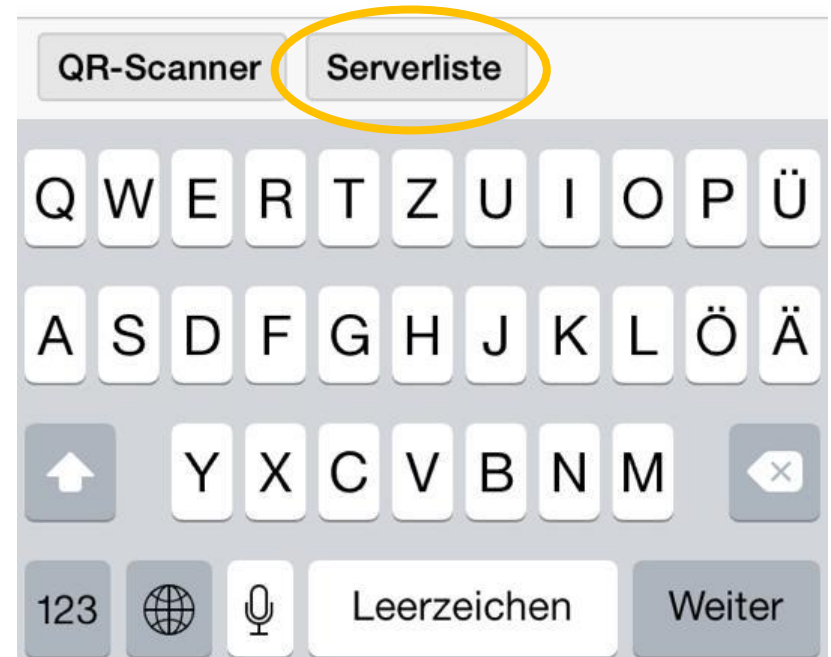 QR-Scanner Serverliste
Q W E R T Z U I O P Ü
A S D F G H J K L Ö Ä
Y X C V B N M
123 Leerzeichen Weiter